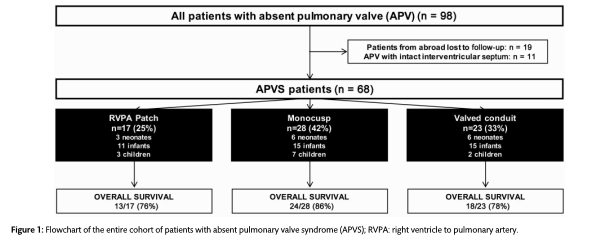 All patients with absent pulmonary valve (APV) (n = 98)
Patients from abroad lost to follow-up: n = 19
APV with intact interventricular septum: n = 11
APVS patients (n = 68)
RVPA Patch
n=17 (25%)
3 neonates
11 infants
3 children
Monocusp
n=28 (42%)
6 neonates
15 infants
7 children
Valved conduit
n=23 (33%)
6 neonates
15 infants
2 children
OVERALL SURVIVAL
13/17 (76%)
OVERALL SURVIVAL
24/28 (86%)
OVERALL SURVIVAL
18/23 (78%)
Figure 1: Flowchart of the entire cohort of patients with absent pulmonary valve syndrome (APVS); RVPA: right ventricle to pulmonary artery.